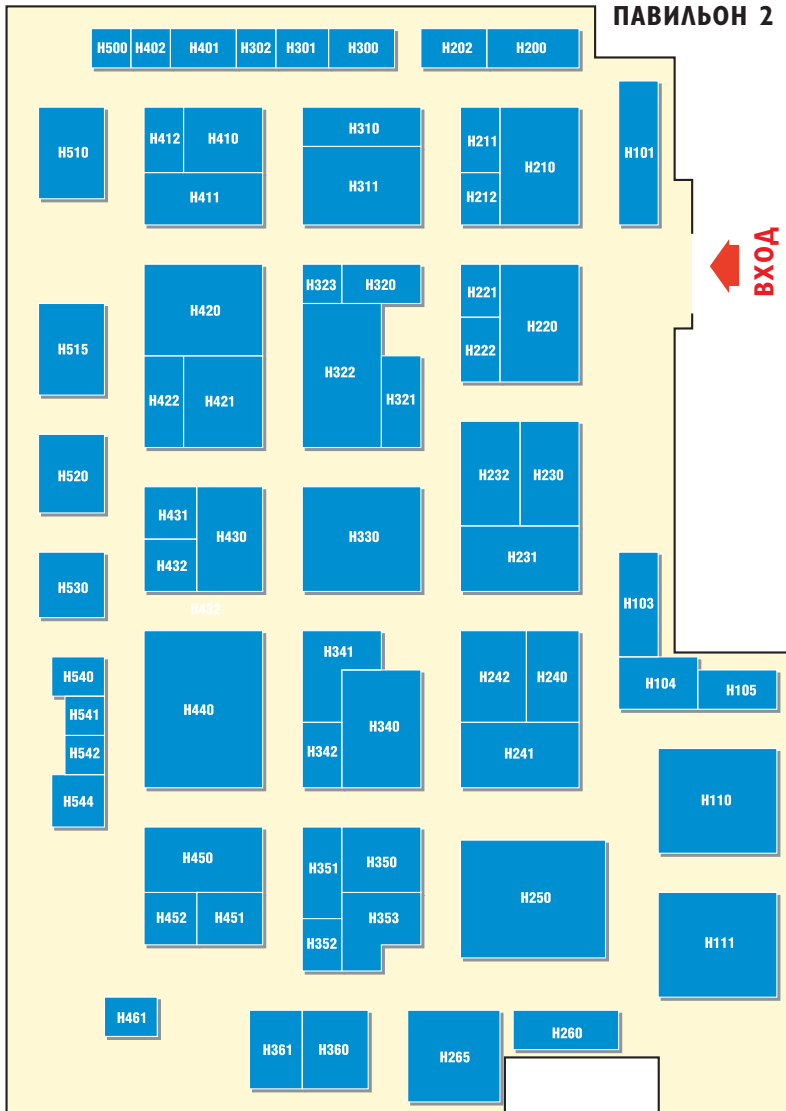 ПАВИЛЬОН 2
H500 H402 H401 H302 H301 H300 H202 H200
H510 H412 H410 H310 H211 H210 H101
H411 H311 H212
ВХОД
H420 H323 H320 H221 H220
H515 H422 H421 H322 H321 H222
H520 H232 H230
H431 H430 H330
H432 H231
H530
H432
H103
H540 H341 H242 H240 H104 H105
H541 H440 H340
H542 H342 H241
H544 H110
H450 H351 H350
H452 H451 H352 H353 H250 H111
H461 H361 H360 H265 H260